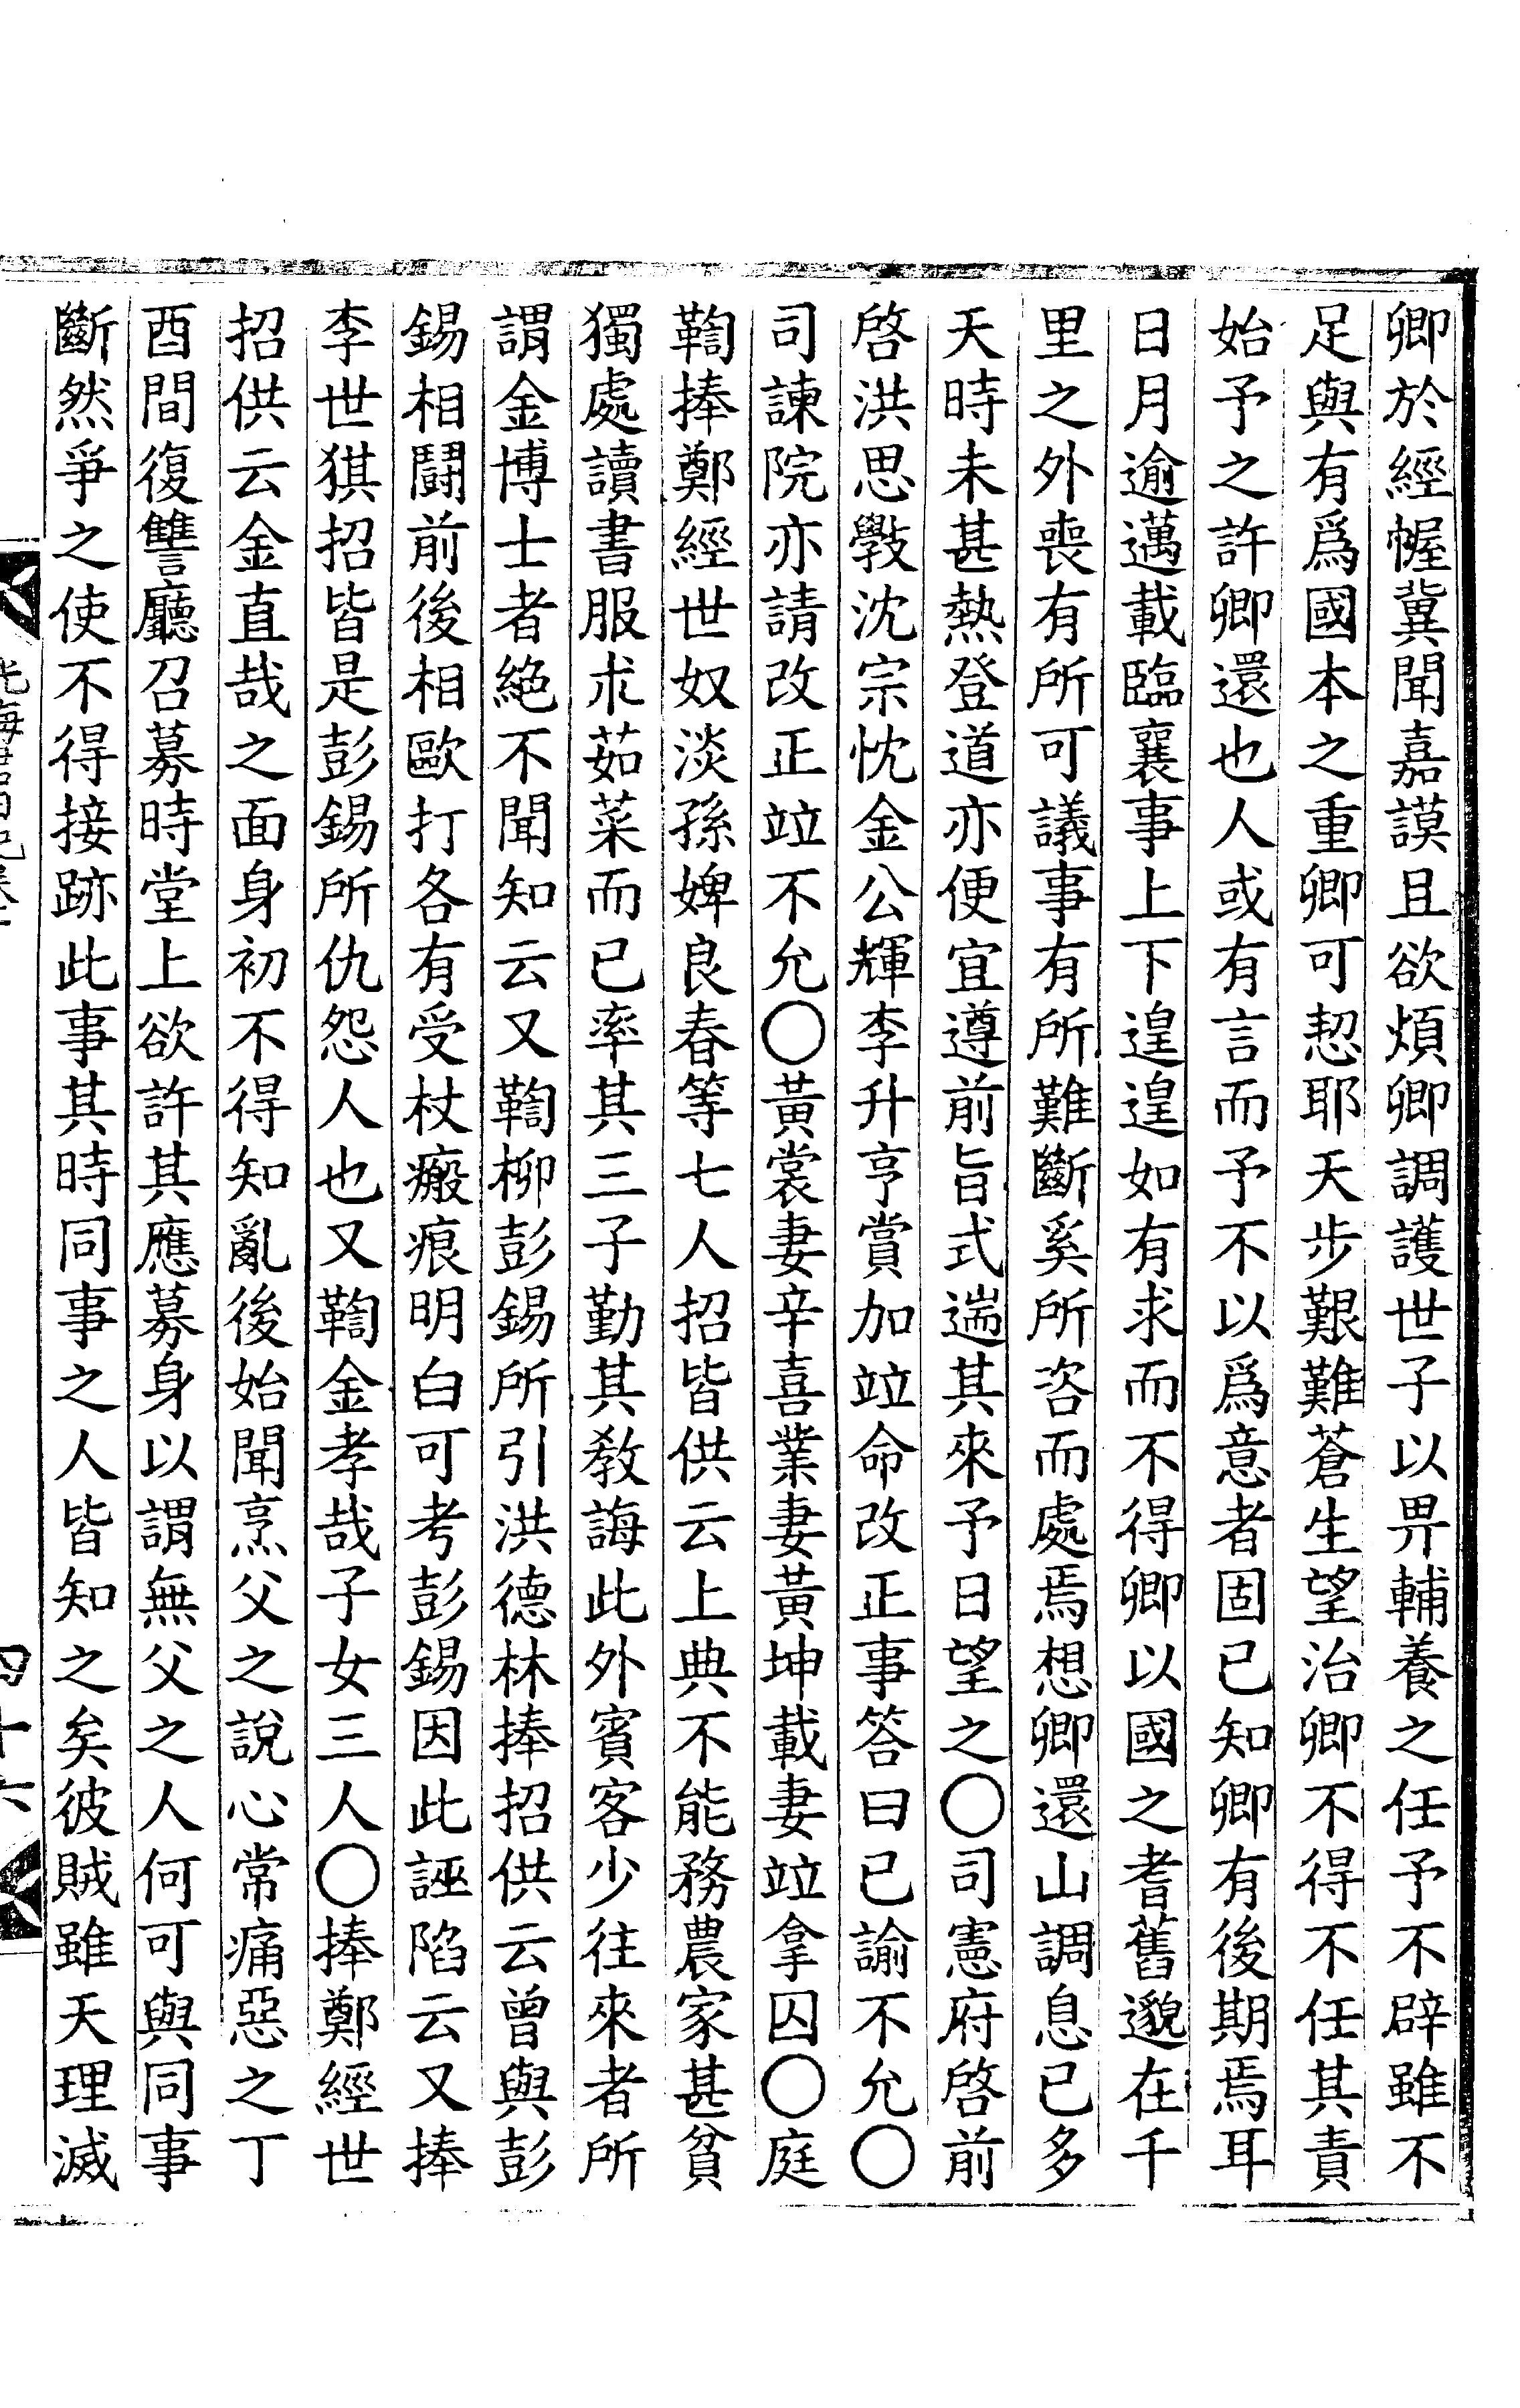 卿於經幄冀聞嘉謨且欲煩卿調護世子以畀輔養之任予不辟雖不
足與有爲國本之重卿可恝耶天步艱難蒼生望治卿不得不任其責
始予之許卿還也人或有言而予不以爲意者固已知卿有後期焉耳
日月逾邁載臨襄事上下遑遑如有求而不得卿以國之耆舊邈在千
里之外喪有所可議事有所難斷奚所咨而處焉想卿還山調息已多
天時未甚熱登道亦便宜遵前旨式遄其來予日望之○司憲府啓前
啓洪思斅沈宗忱金公輝李升亨賞加竝命改正事答曰已諭不允○
司諫院亦請改正竝不允○黃裳妻辛喜業妻黃坤載妻竝拿囚○庭
鞫捧鄭經世奴淡孫婢良春等七人招皆供云上典不能務農家甚貧
獨處讀書服朮茹菜而已率其三子勤其敎誨此外賓客少往來者所
謂金博士者絶不聞知云又鞫柳彭錫所引洪德林捧招供云曾與彭
錫相鬪前後相歐打各有受杖瘢痕明白可考彭錫因此誣陷云又捧
李世猉招皆是彭錫所仇怨人也又鞫金孝哉子女三人○捧鄭經世
招供云金直哉之面身初不得知亂後始聞烹父之說心常痛惡之丁
酉間復讐廳召募時堂上欲許其應募身以謂無父之人何可與同事
斷然爭之使不得接跡此事其時同事之人皆知之矣彼賊雖天理滅
四十六